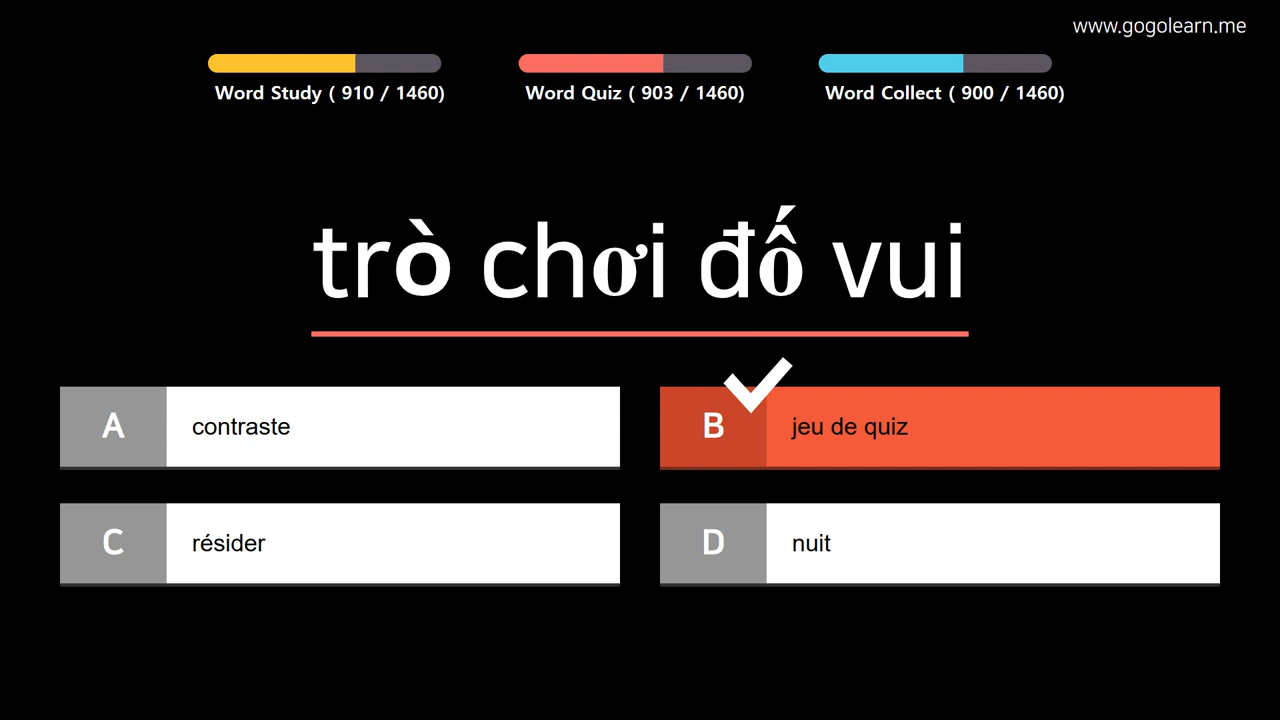 www.gogolearn.me
Word Study ( 910 / 1460)
Word Quiz ( 903 / 1460)
Word Collect ( 900 / 1460)
trò chơi đố vui
A
contraste
B
jeu de quiz
C
résider
D
nuit